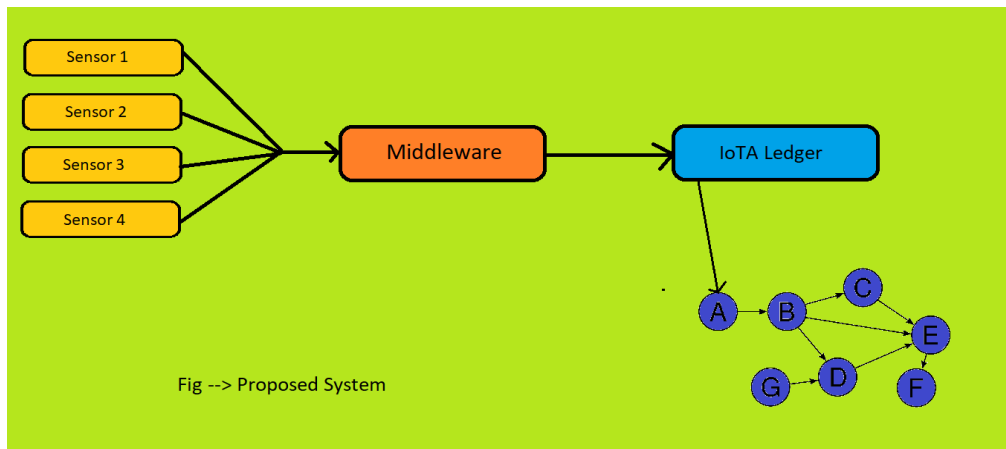 Sensor 1
Sensor 2
Sensor 3
Sensor 4
Middleware
IoTA Ledger
A
B
C
D
E
F
G
Fig --> Proposed System